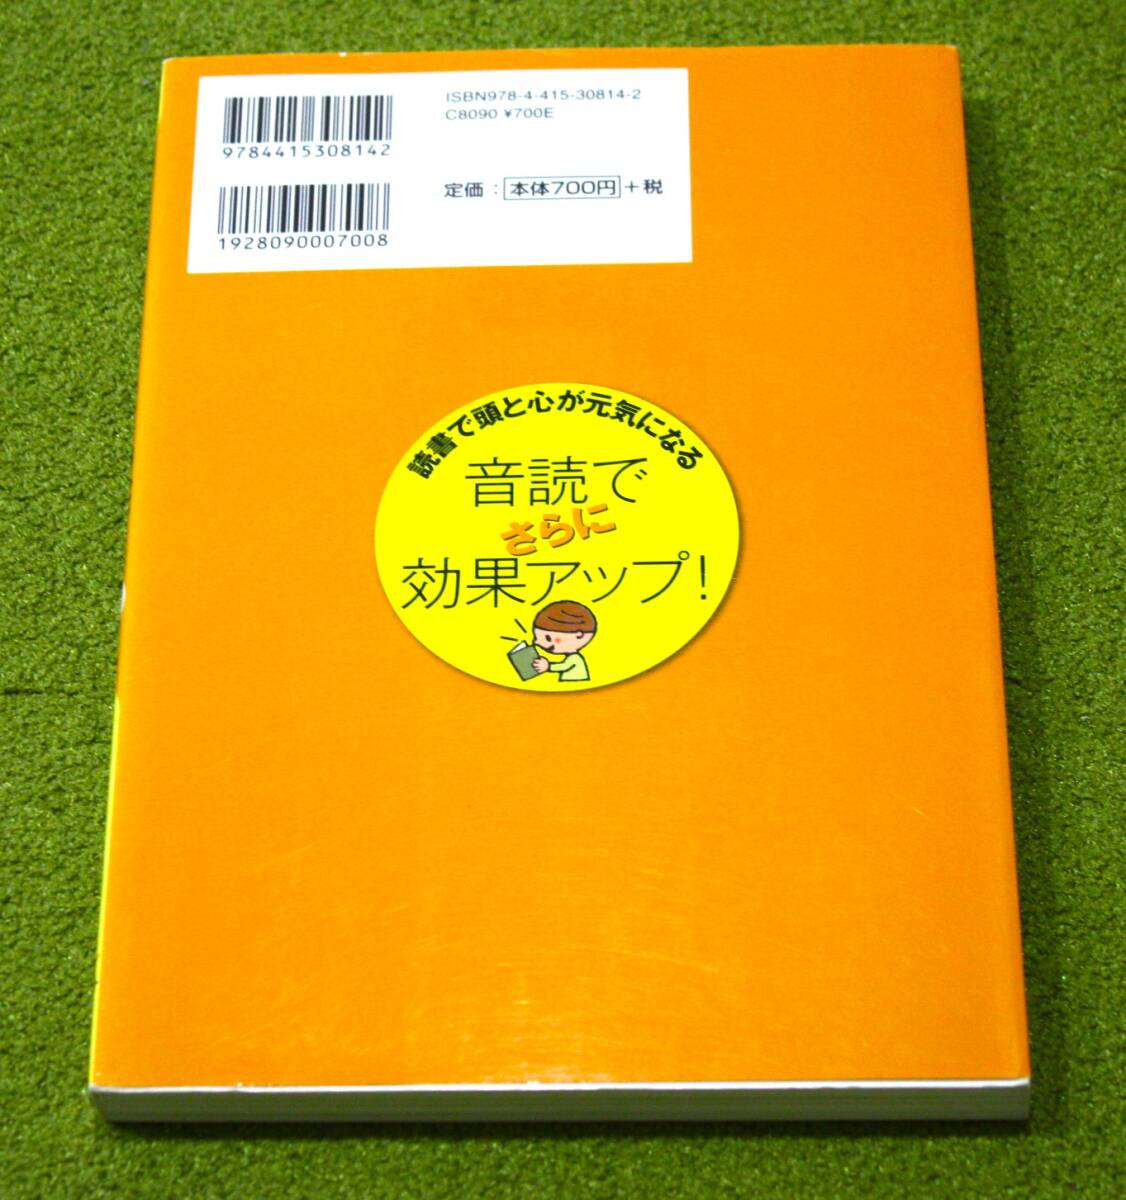 ISBN978-4-415-30814-2
C8090 ¥700E
9784415308142
定価：本体700円＋税
1928090007008
読書で頭と心が元気になる
音読で
さらに
効果アップ！